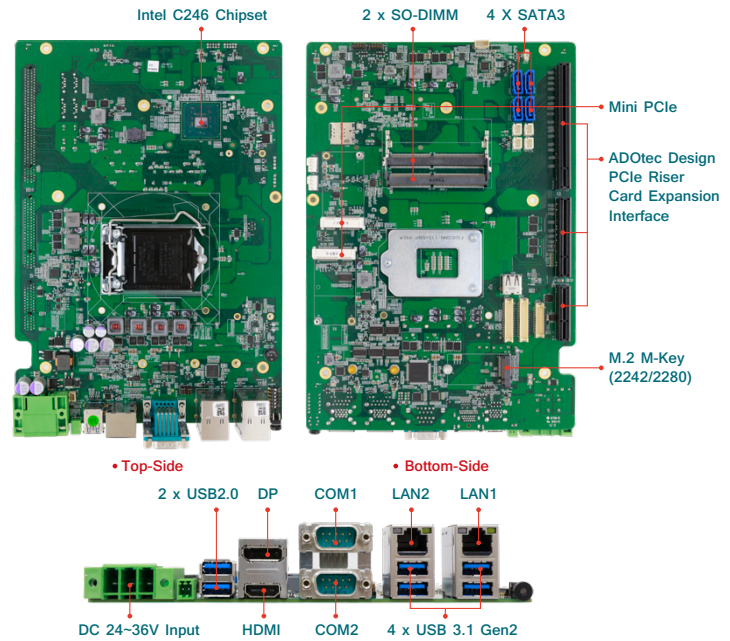 Intel C246 Chipset
2 x SO-DIMM
4 X SATA3
Mini PCIe
ADOtec Design
PCIe Riser
Card Expansion
Interface
M.2 M-Key
(2242/2280)
• Top-Side
• Bottom-Side
2 x USB2.0
DP
COM1
LAN2
LAN1
DC 24~36V Input
HDMI
COM2
4 x USB 3.1 Gen2